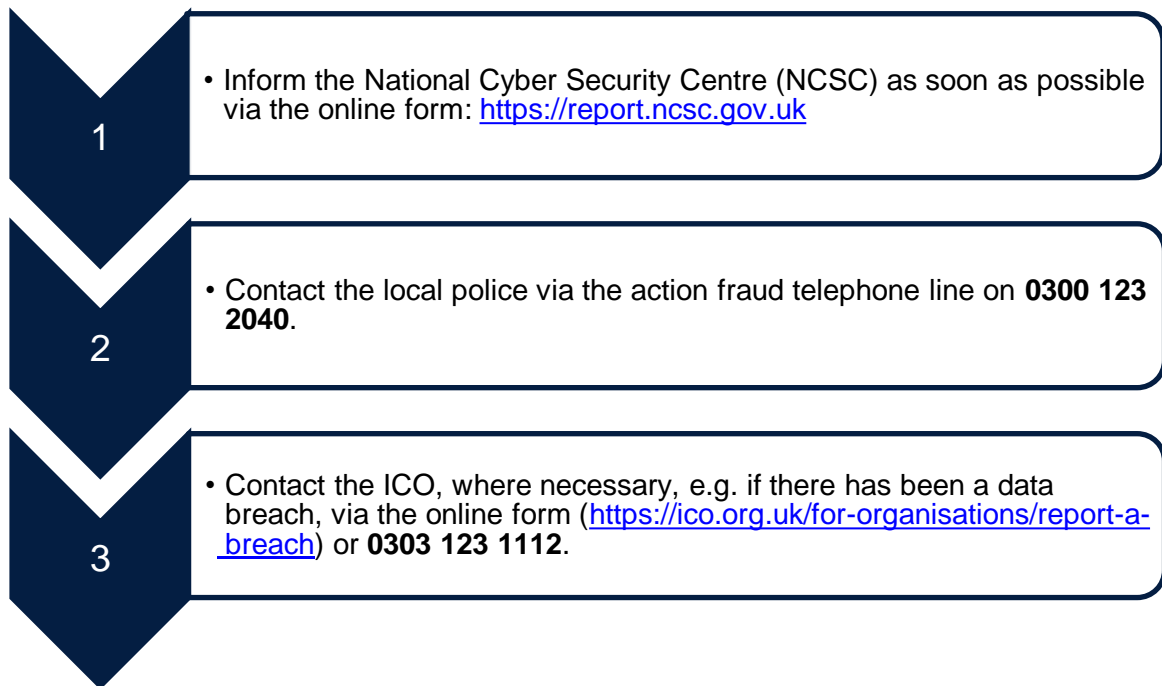 1
• Inform the National Cyber Security Centre (NCSC) as soon as possible
via the online form: https://report.ncsc.gov.uk
2
• Contact the local police via the action fraud telephone line on 0300 123
2040.
3
• Contact the ICO, where necessary, e.g. if there has been a data
breach, via the online form (https://ico.org.uk/for-organisations/report-a-
breach) or 0303 123 1112.